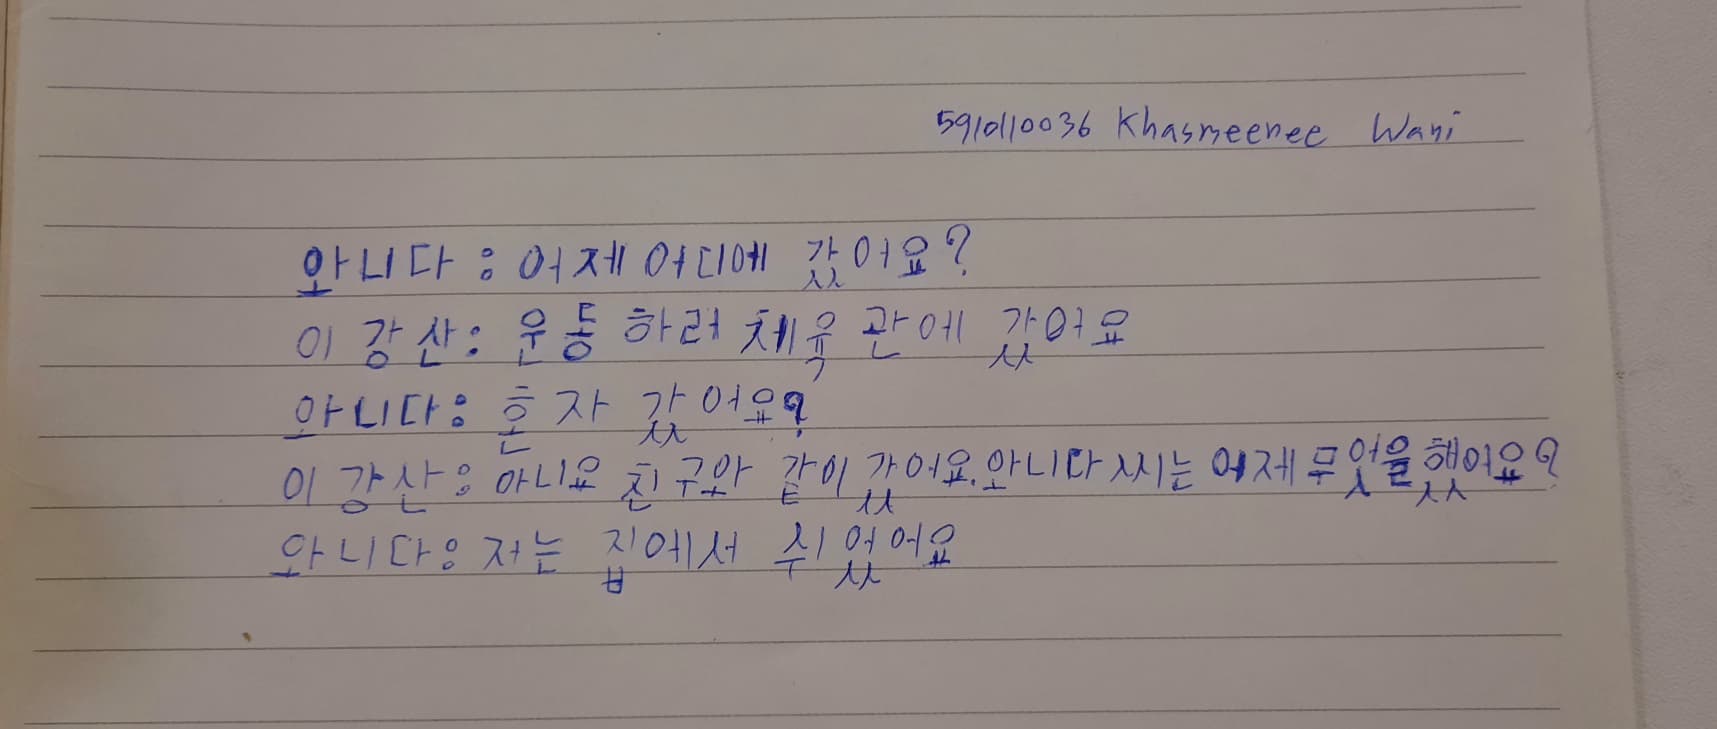 5910110036 Khasmeenee Wani
와니다 : 어제 어디에 갔어요?
이강산 : 운동하러 체육관에 갔어요
와니다 : 혼자 갔어요?
이강산 : 아니요 친구와 같이 갔어요. 와니다 씨는 어제 무엇을 했어요?
와니다 : 저는 집에서 쉬었어요